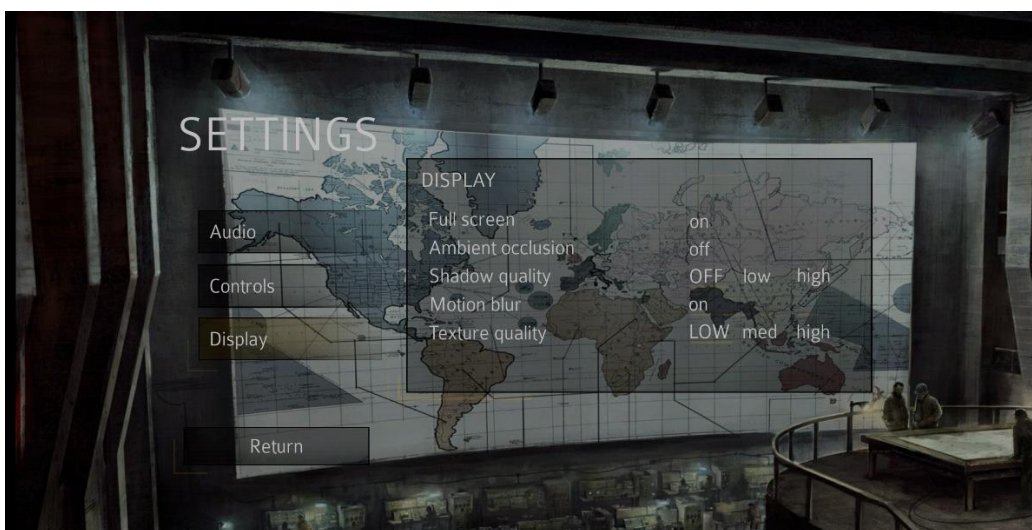 SETTINGS
Audio
Controls
Display
Return
DISPLAY
Full screen on
Ambient occlusion off
Shadow quality OFF low high
Motion blur on
Texture quality LOW med high